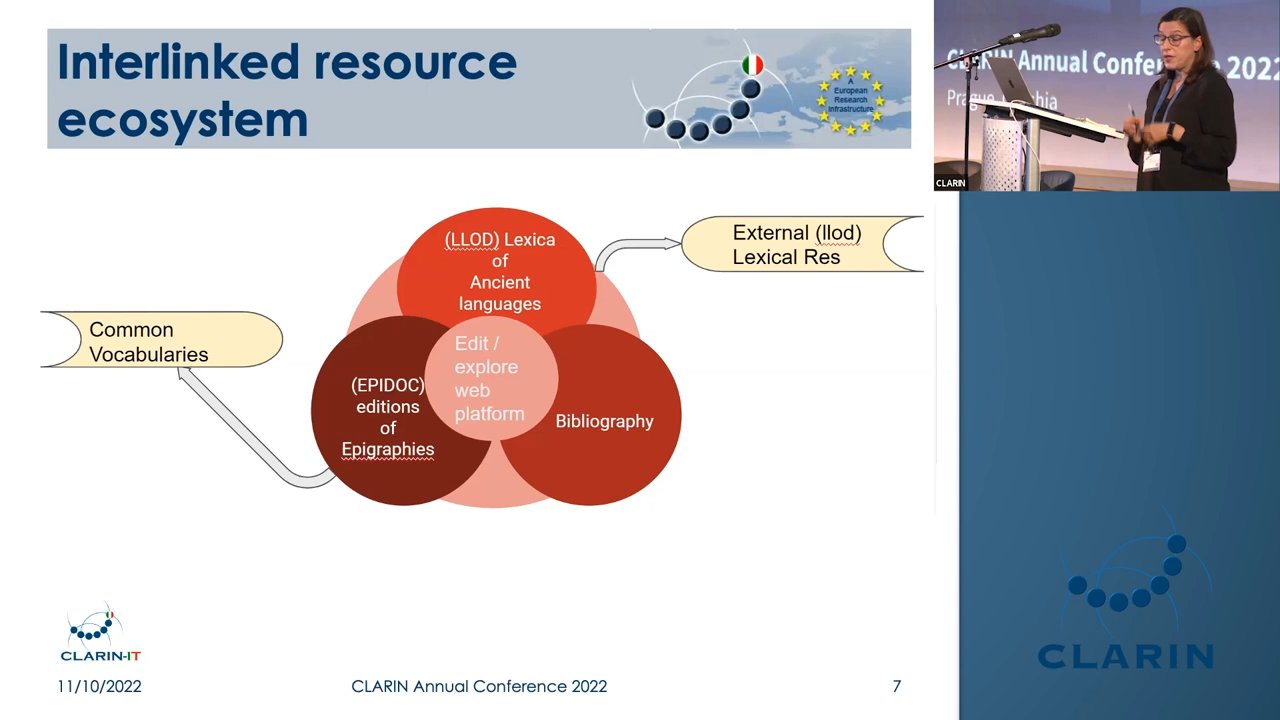 Interlinked resource
ecosystem
A
European
Research
Infrastructure
CLARIN Annual Conference 2022
CLARIN
(LLOD) Lexica
of
Ancient
languages
External (llod)
Lexical Res
Common
Vocabularies
Edit /
explore
web
platform
(EPIDOC)
editions
of
Epigraphies
Bibliography
CLARIN-IT
CLARIN
11/10/2022
CLARIN Annual Conference 2022
7